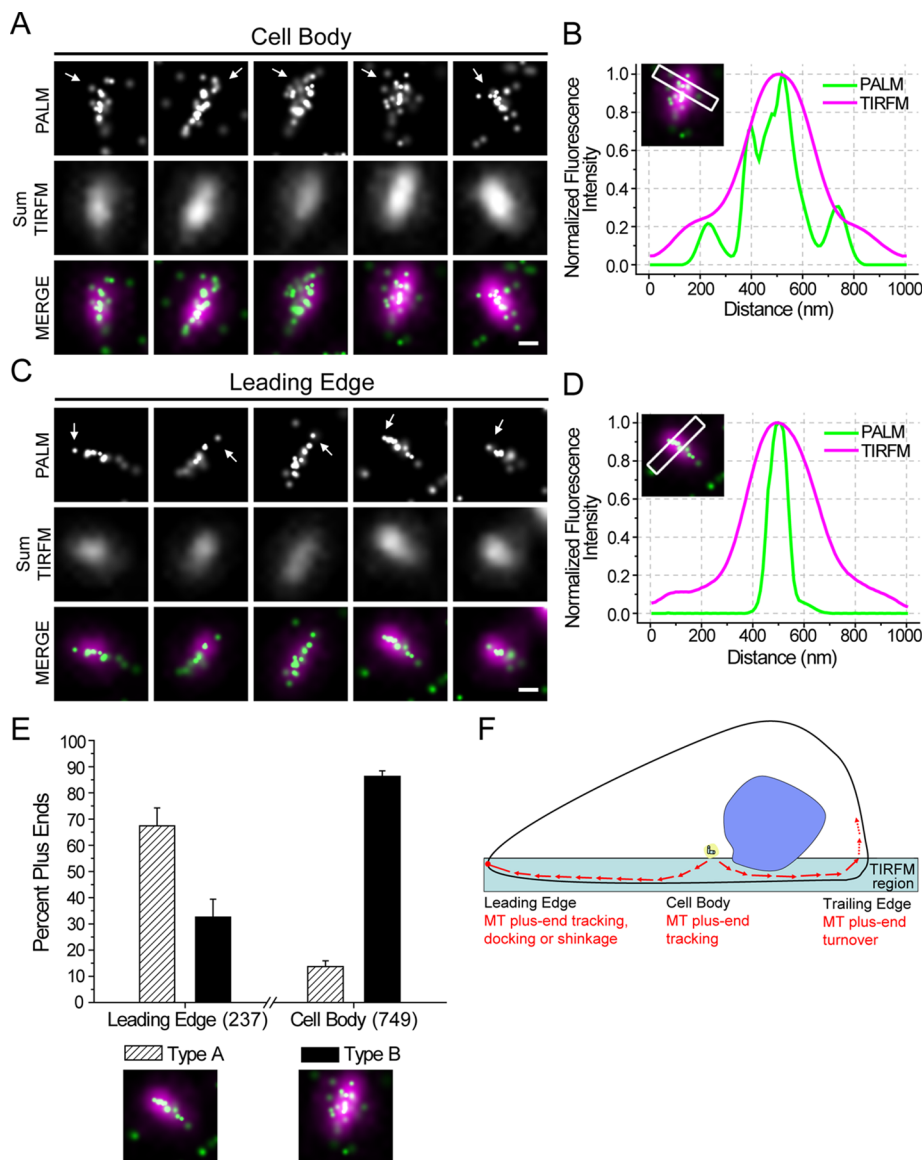 A
Cell Body
PALM
Sum
TIRFM
MERGE
B
Normalized Fluorescence
Intensity
1.0
0.8
0.6
0.4
0.2
0.0
PALM
TIRFM
0
200
400
600
800
1000
Distance (nm)
C
Leading Edge
PALM
Sum
TIRFM
MERGE
D
Normalized Fluorescence
Intensity
1.0
0.8
0.6
0.4
0.2
0.0
PALM
TIRFM
0
200
400
600
800
1000
Distance (nm)
E
Percent Plus Ends
100
90
80
70
60
50
40
30
20
10
0
Leading Edge (237)
Cell Body (749)
Type A
Type B
F
TIRFM
region
Leading Edge
MT plus-end tracking,
docking or shinkage
Cell Body
MT plus-end
tracking
Trailing Edge
MT plus-end
turnover